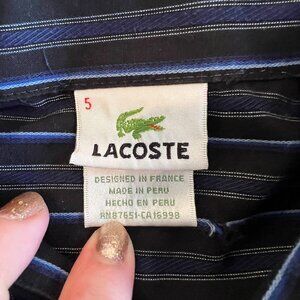 5
LACOSTE
DESIGNED IN FRANCE
MADE IN PERU
HECHO EN PERU
RN87651-CA16998